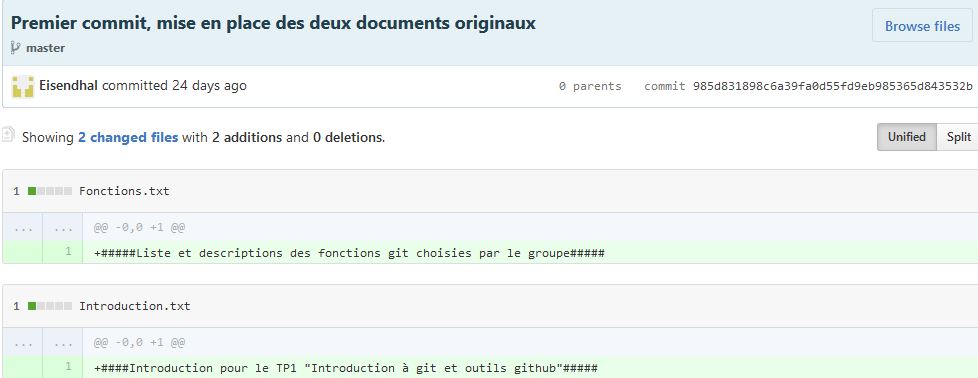 Premier commit, mise en place des deux documents originaux
Browse files
master
Eisendhal committed 24 days ago
0 parents commit 985d831898c6a39fa0d55fd9eb985365d843532b
Showing 2 changed files with 2 additions and 0 deletions.
Unified Split
1 Fonctions.txt
... ... @@ -0,0 +1 @@
1 +#####Liste et descriptions des fonctions git choisies par le groupe#####
1 Introduction.txt
... ... @@ -0,0 +1 @@
1 +####Introduction pour le TP1 "Introduction à git et outils github"#####